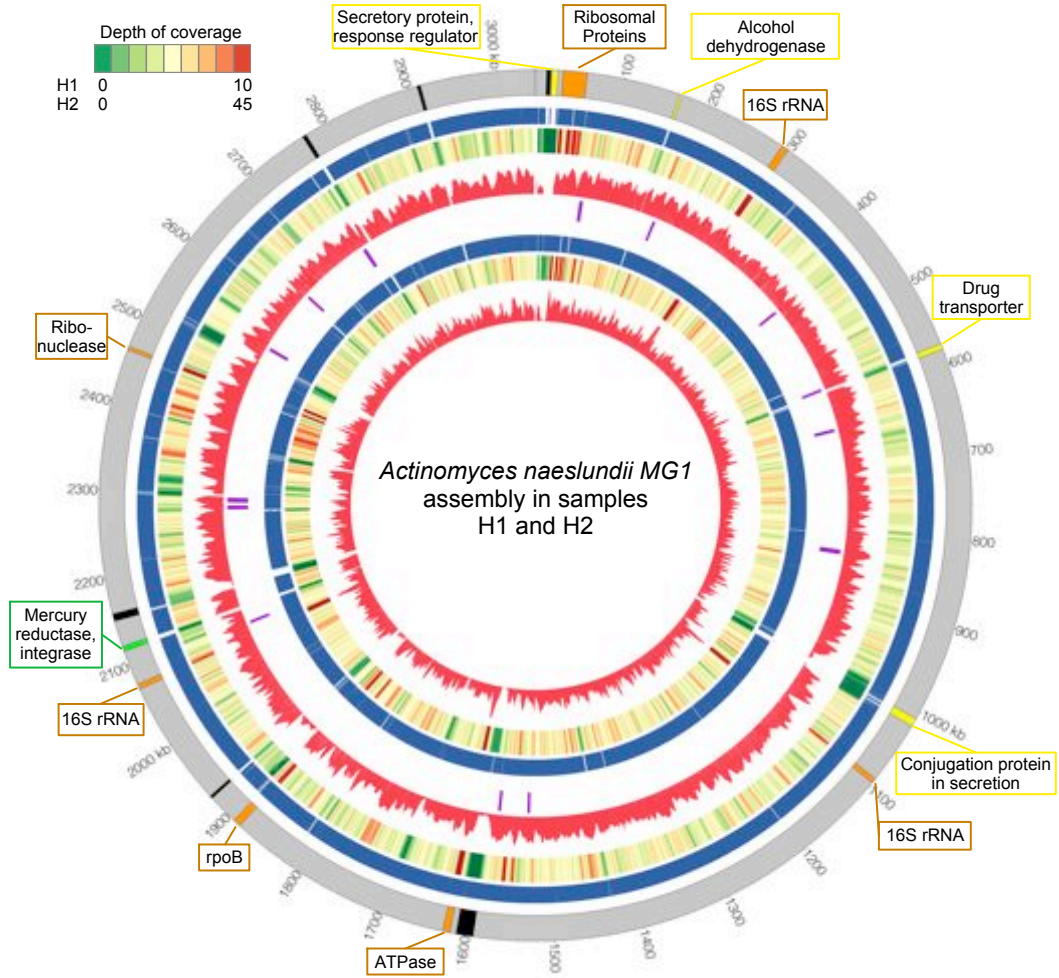 Depth of coverage
H1 0 10
H2 0 45
Secretory protein,
response regulator
Ribosomal
Proteins
Alcohol
dehydrogenase
16S rRNA
Drug
transporter
Conjugation protein
in secretion
16S rRNA
ATPase
rpoB
16S rRNA
Mercury
reductase,
integrase
Ribo-
nuclease
100
200
300
400
500
600
700
800
900
1000 kb
1100
1200
1300
1400
1500
1600
1700
1800
1900
2000 kb
2100
2200
2300
2400
2500
2600
2700
2800
2900
3000 kb
Actinomyces naeslundii MG1
assembly in samples
H1 and H2